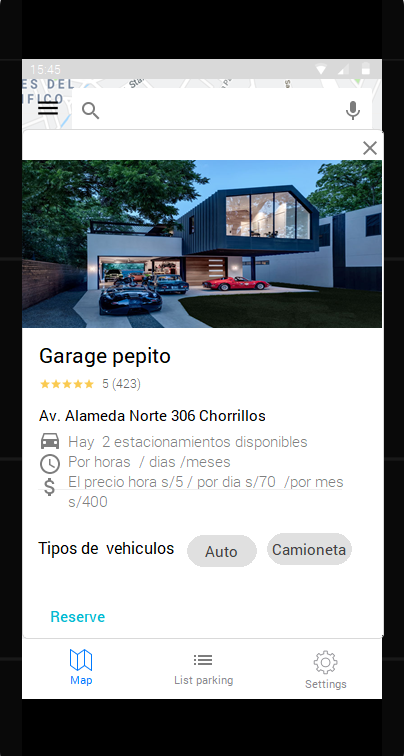 15:45
ES DEL
IFICO
Sta
Garage pepito
5 (423)
Av. Alameda Norte 306 Chorrillos
Hay 2 estacionamientos disponibles
Por horas / dias /meses
El precio hora s/5 / por dia s/70 /por mes
s/400
Tipos de vehiculos
Auto
Camioneta
Reserve
Map
List parking
Settings